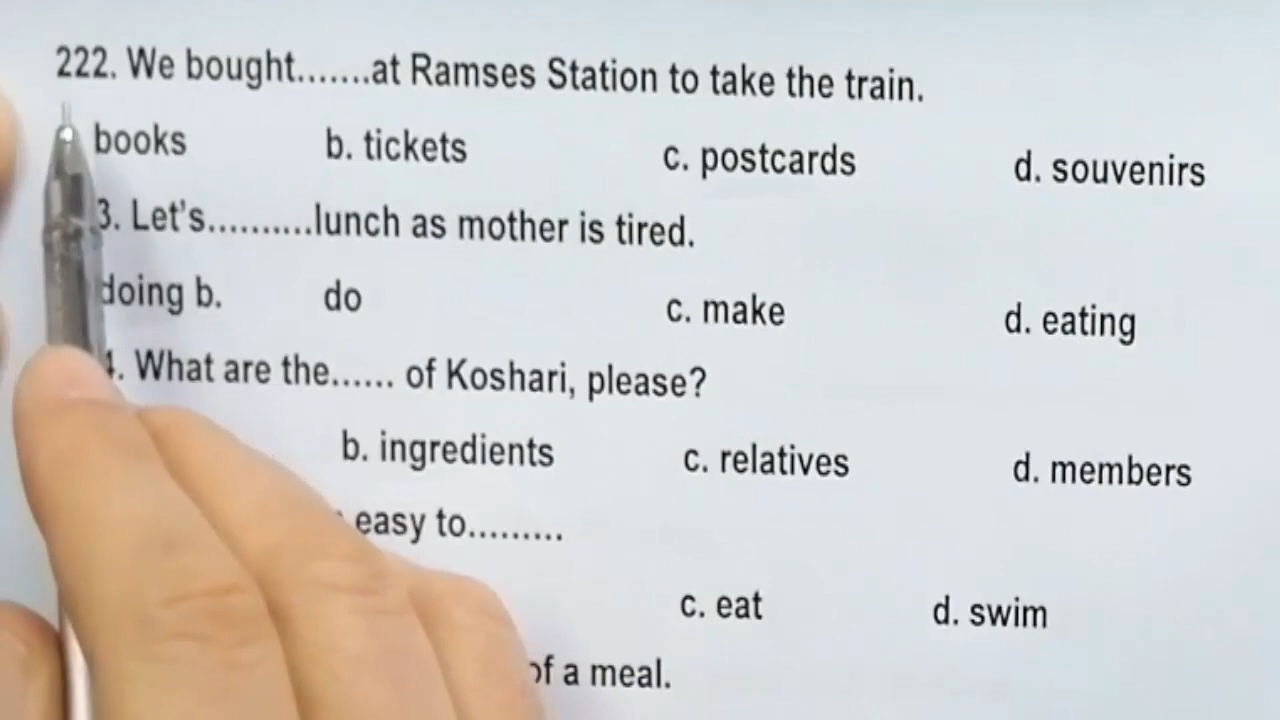 222. We bought.......at Ramses Station to take the train.
books b. tickets c. postcards d. souvenirs
3. Let's..........lunch as mother is tired.
doing b. do c. make d. eating
4. What are the...... of Koshari, please?
b. ingredients c. relatives d. members
easy to.........
c. eat d. swim
of a meal.